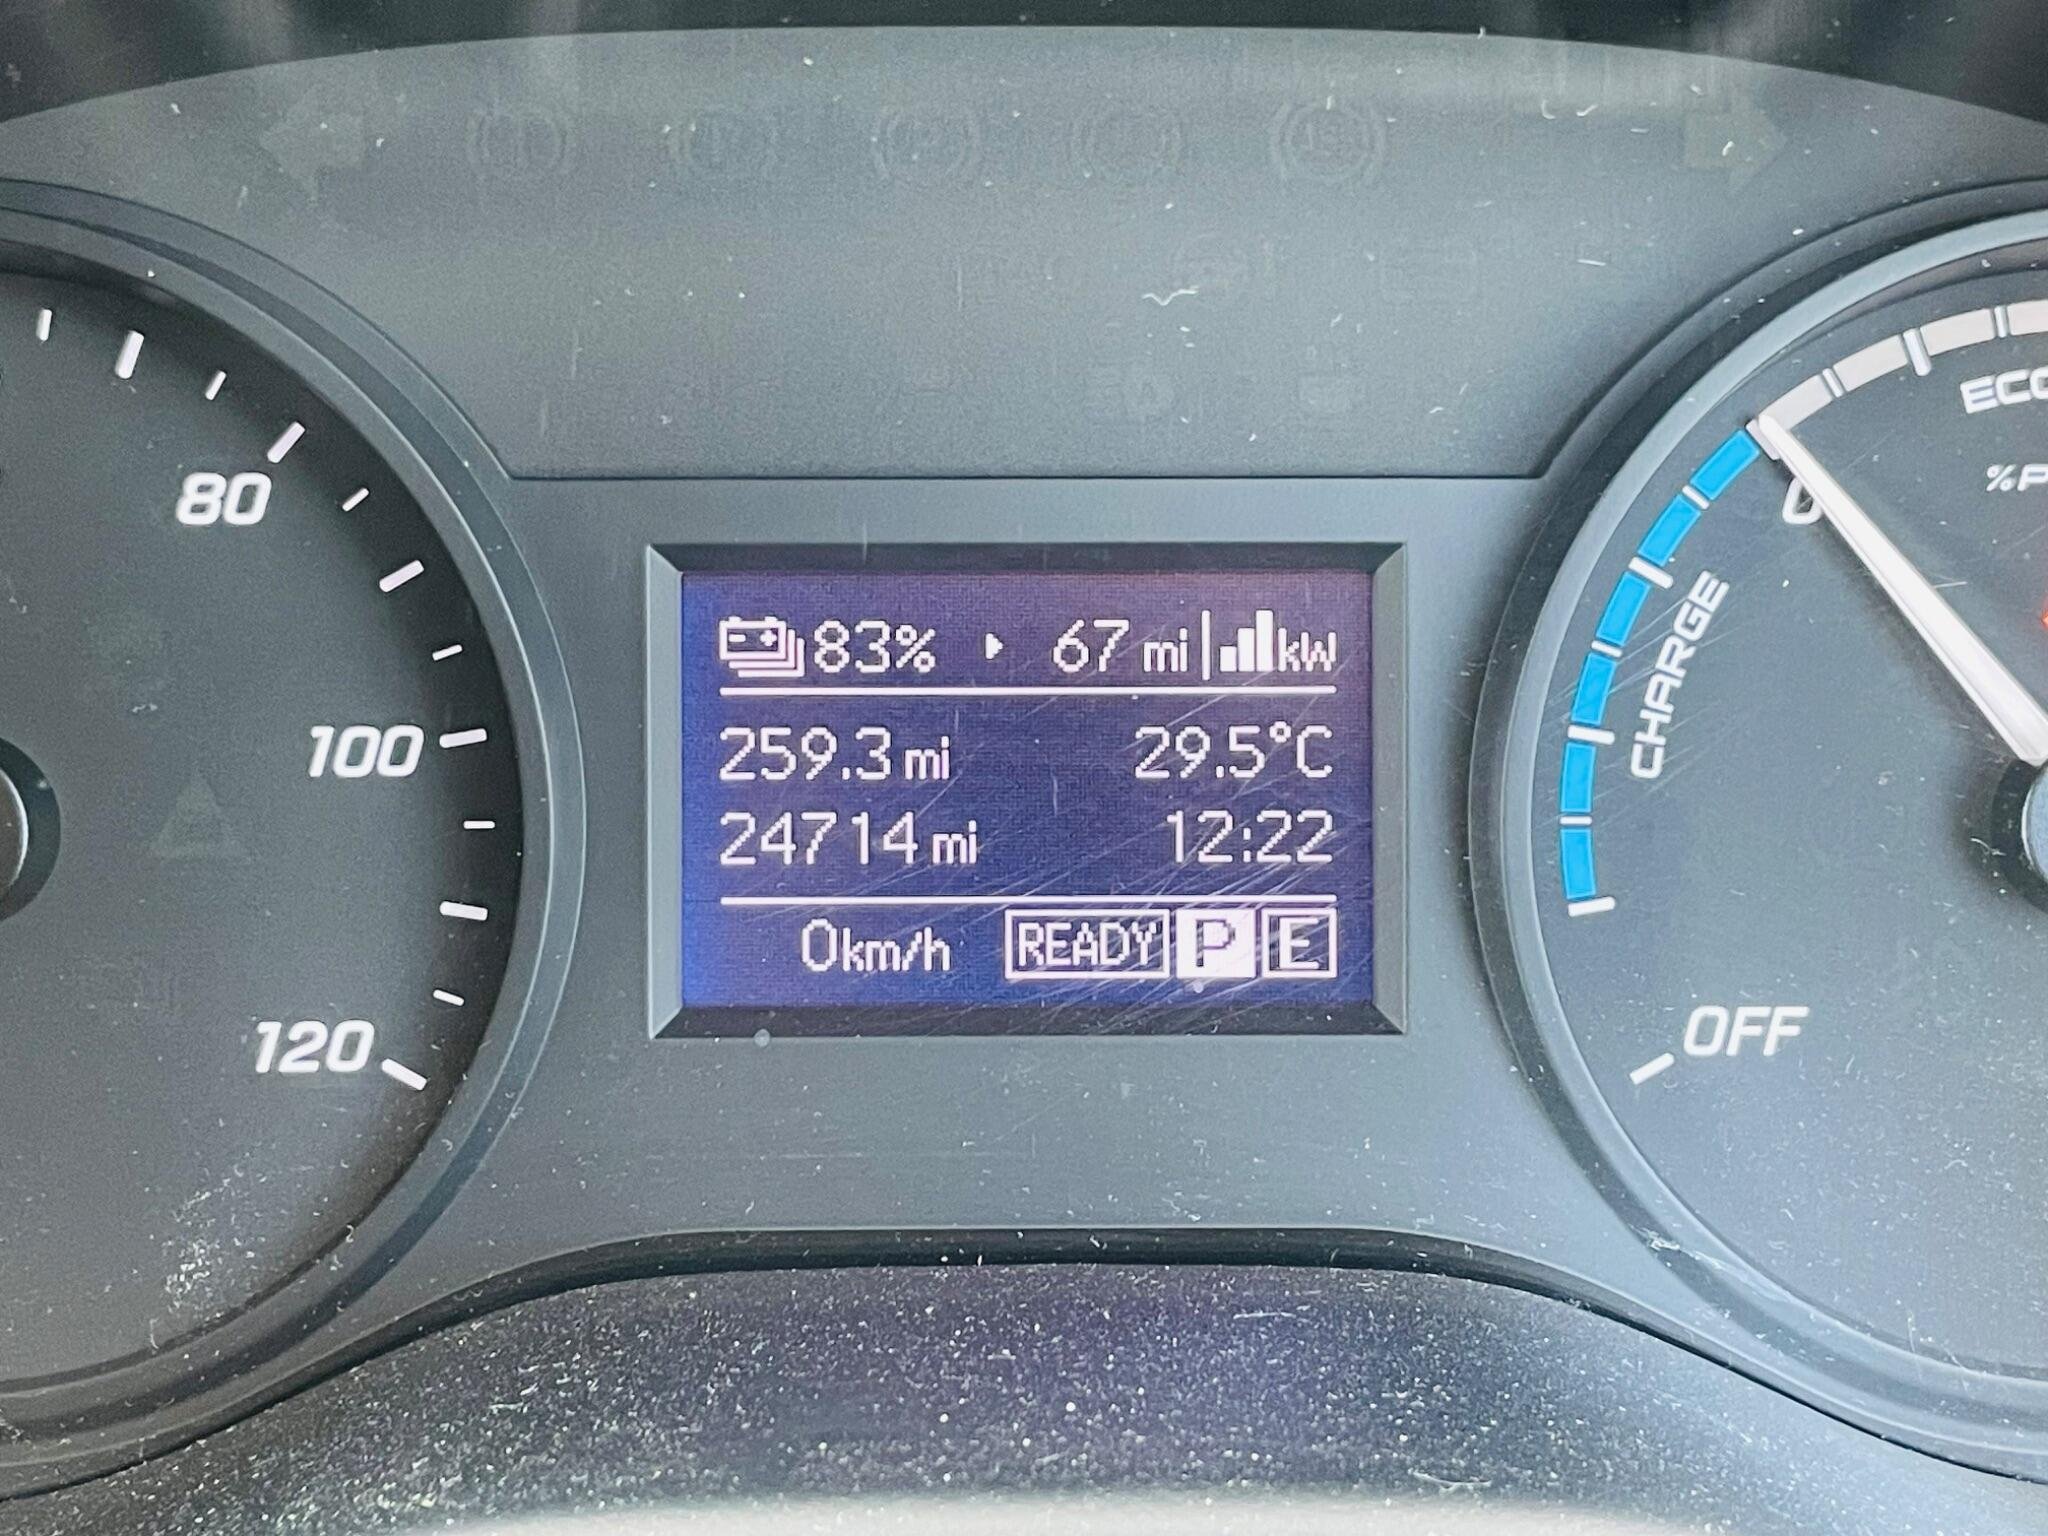 80
100
120
83% 67 mi kW
259.3 mi 29.5°C
24714 mi 12:22
0km/h READY P E
ECO
0
CHARGE
OFF